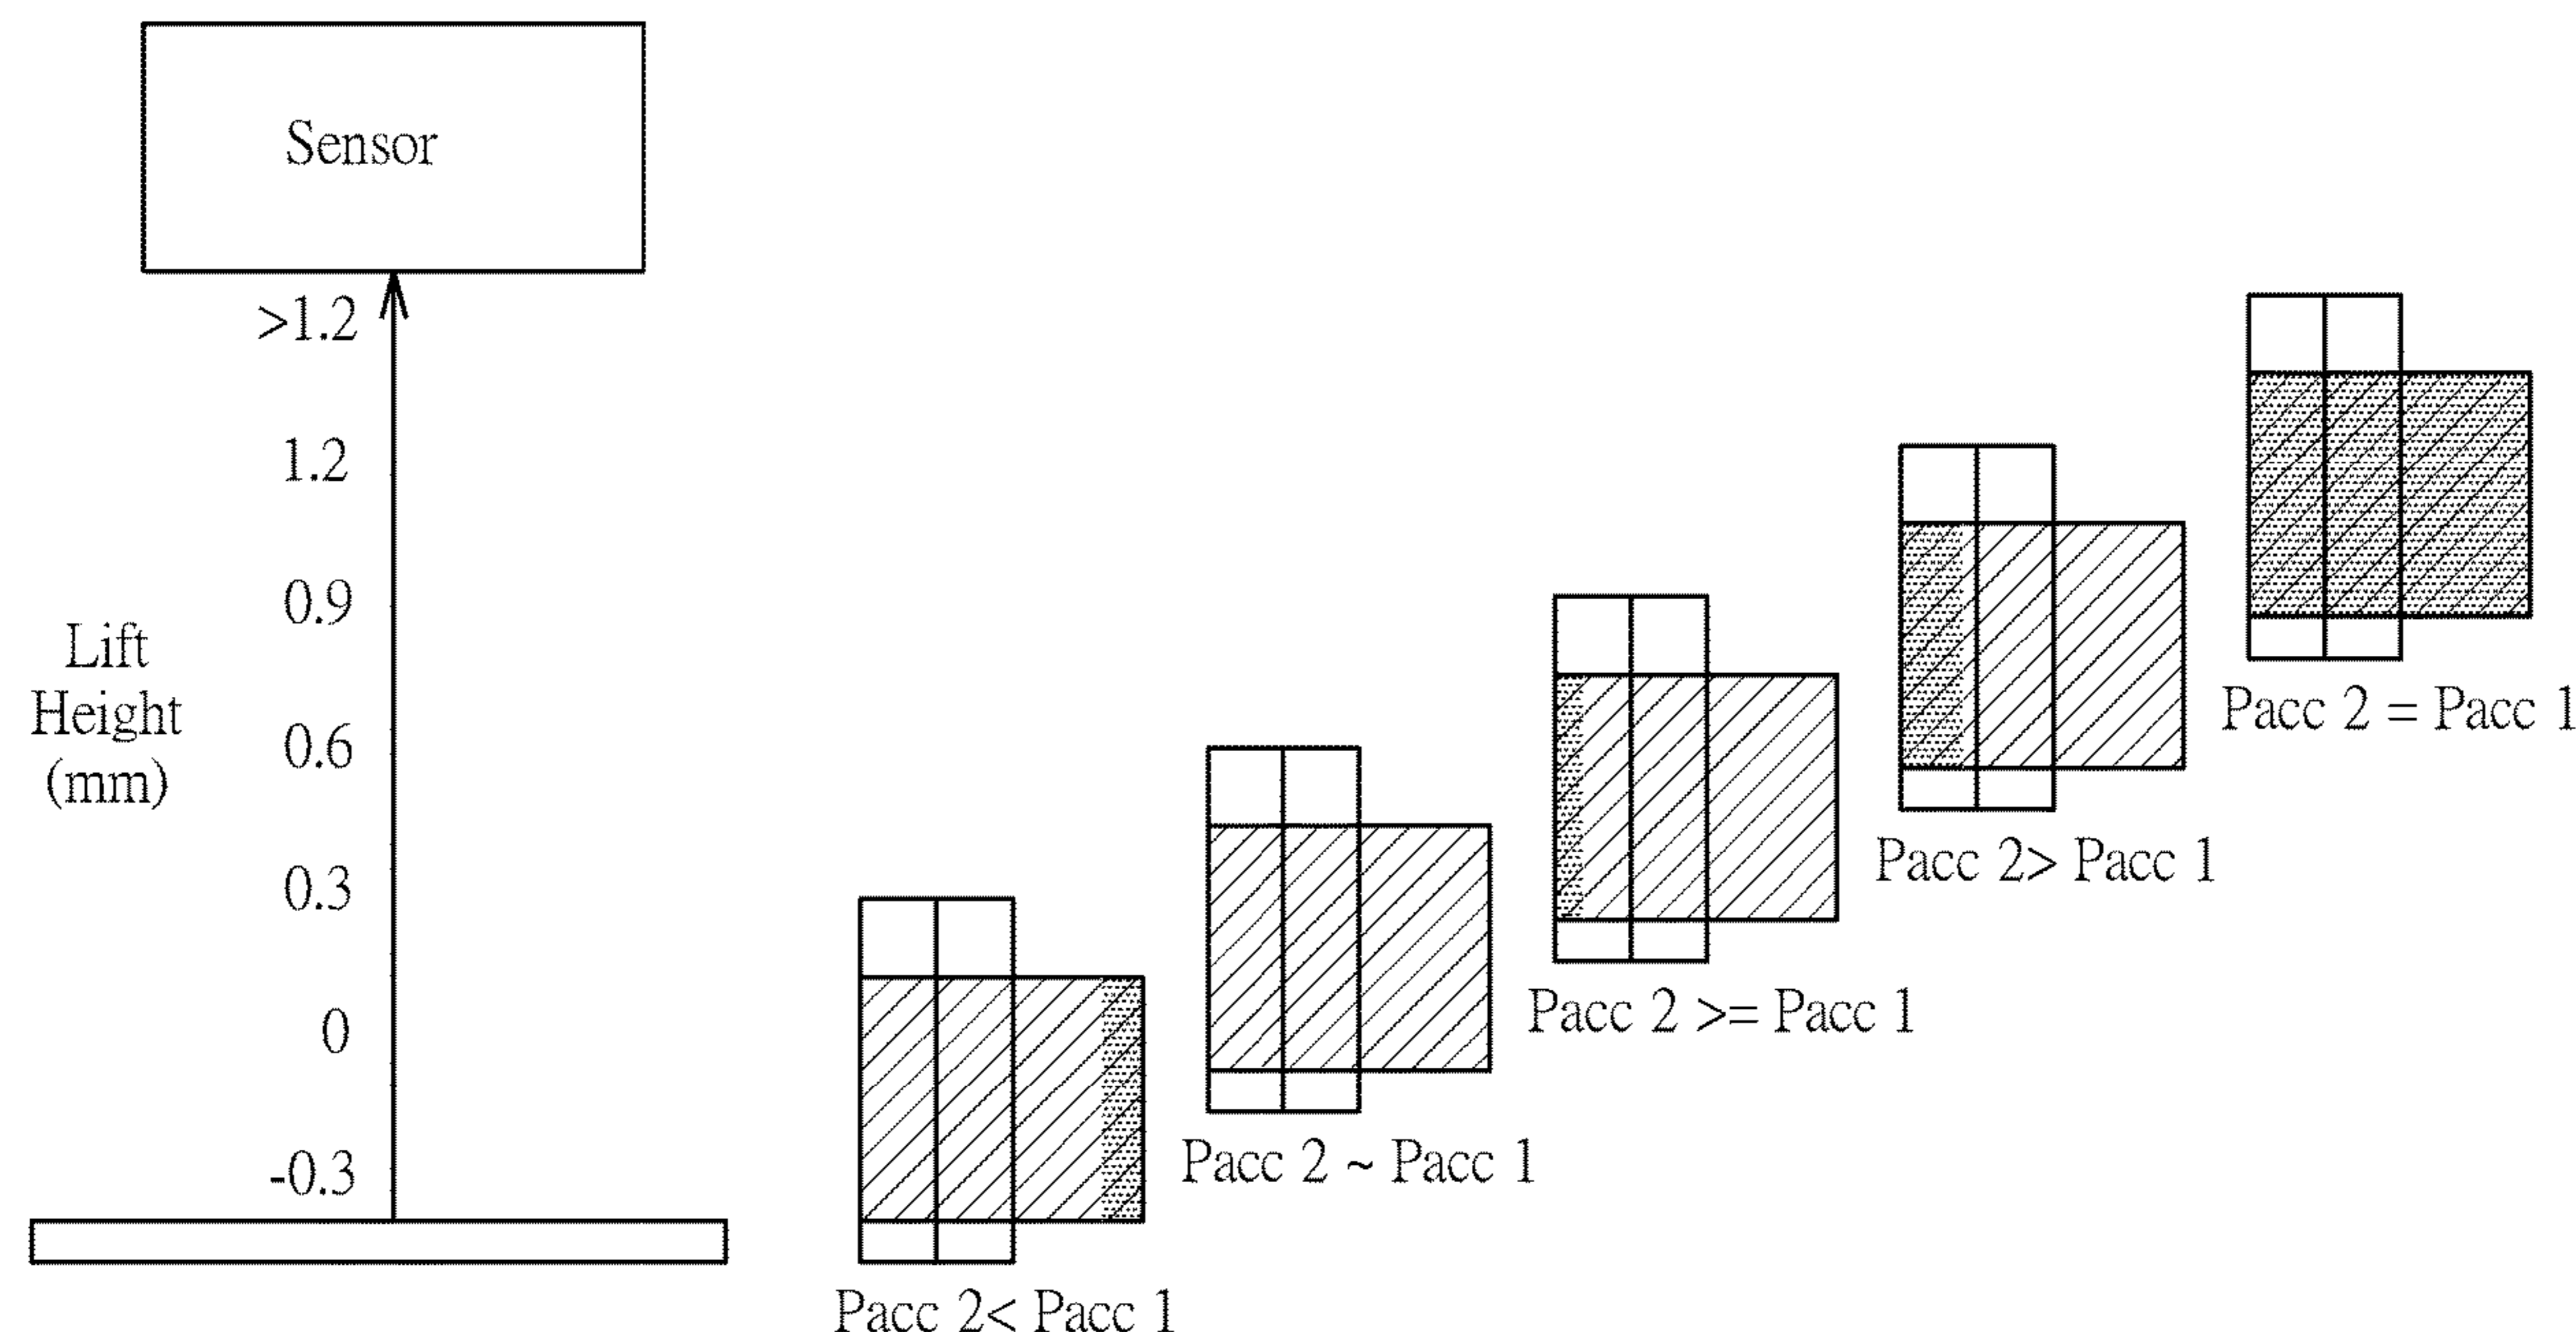 Sensor
>1.2
1.2
0.9
0.6
0.3
0
-0.3
Lift
Height
(mm)
Pacc 2< Pacc 1
Pacc 2 ~ Pacc 1
Pacc 2 >= Pacc 1
Pacc 2> Pacc 1
Pacc 2 = Pacc 1